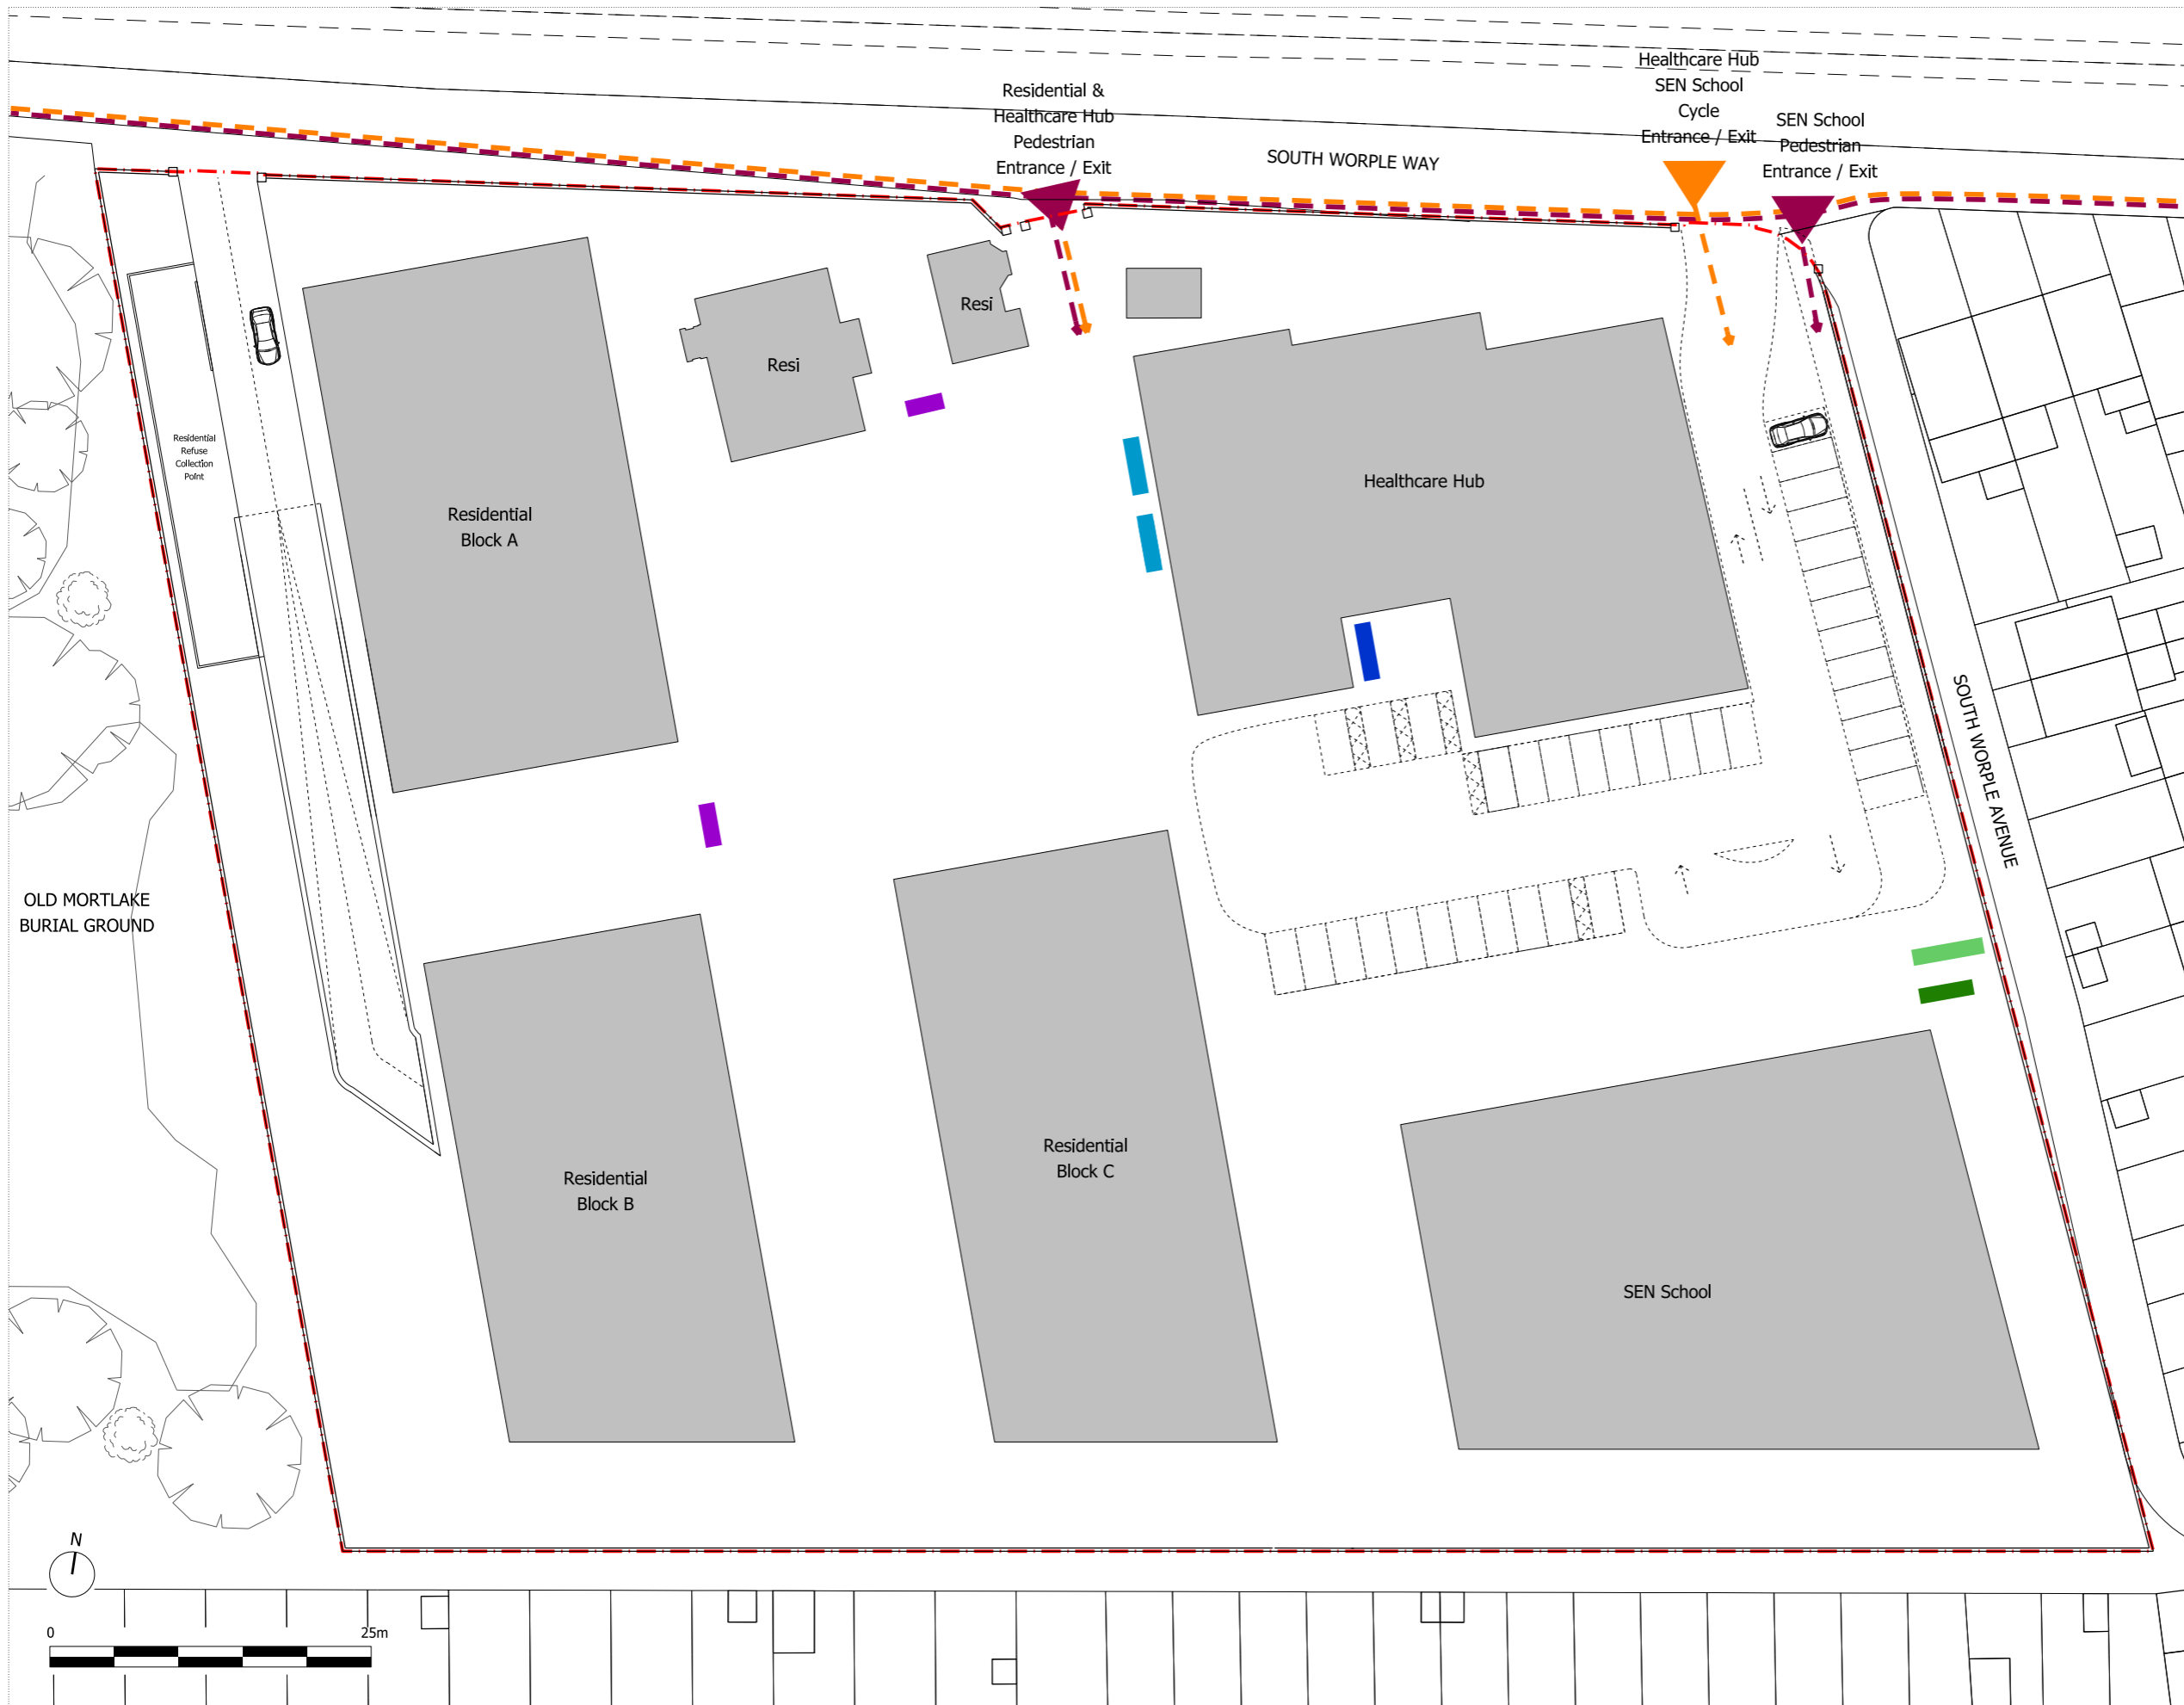 Healthcare Hub
SEN School
Cycle
Entrance / Exit
Residential &
Healthcare Hub
Pedestrian
Entrance / Exit
SEN School
Pedestrian
Entrance / Exit
SOUTH WORPLE WAY
Resi
Resi
Residential
Refuse
Collection
Point
Healthcare Hub
Residential
Block A
SOUTH WORPLE AVENUE
OLD MORTLAKE
BURIAL GROUND
Residential
Block C
Residential
Block B
SEN School
N
0
25m